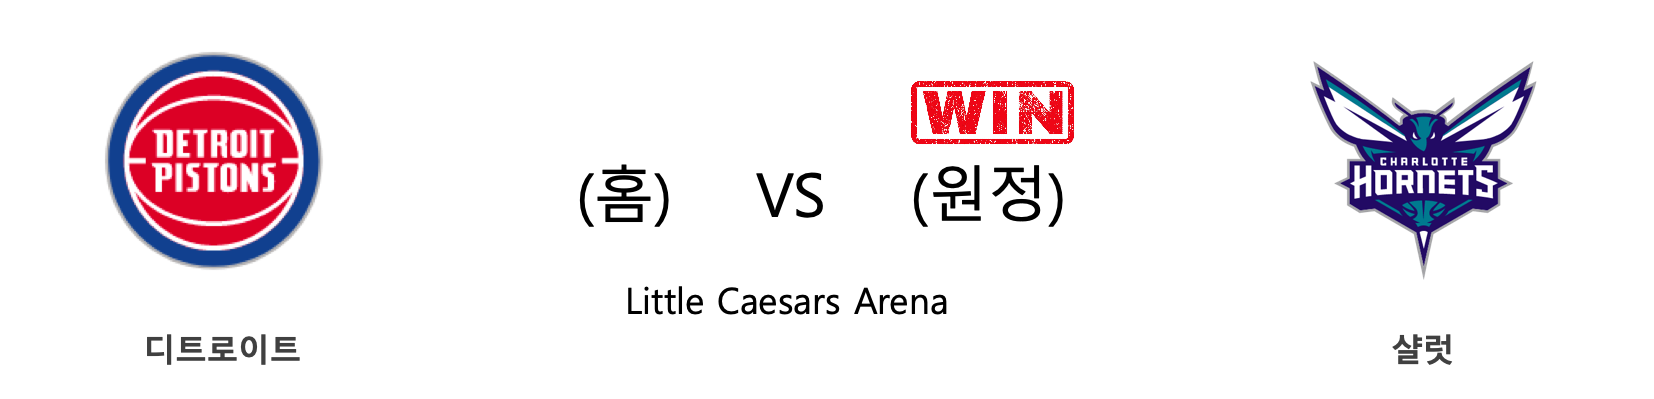 DETROIT
PISTONS
WIN
(홈) VS (원정)
CHARLOTTE
HORNETS
Little Caesars Arena
디트로이트
샬럿